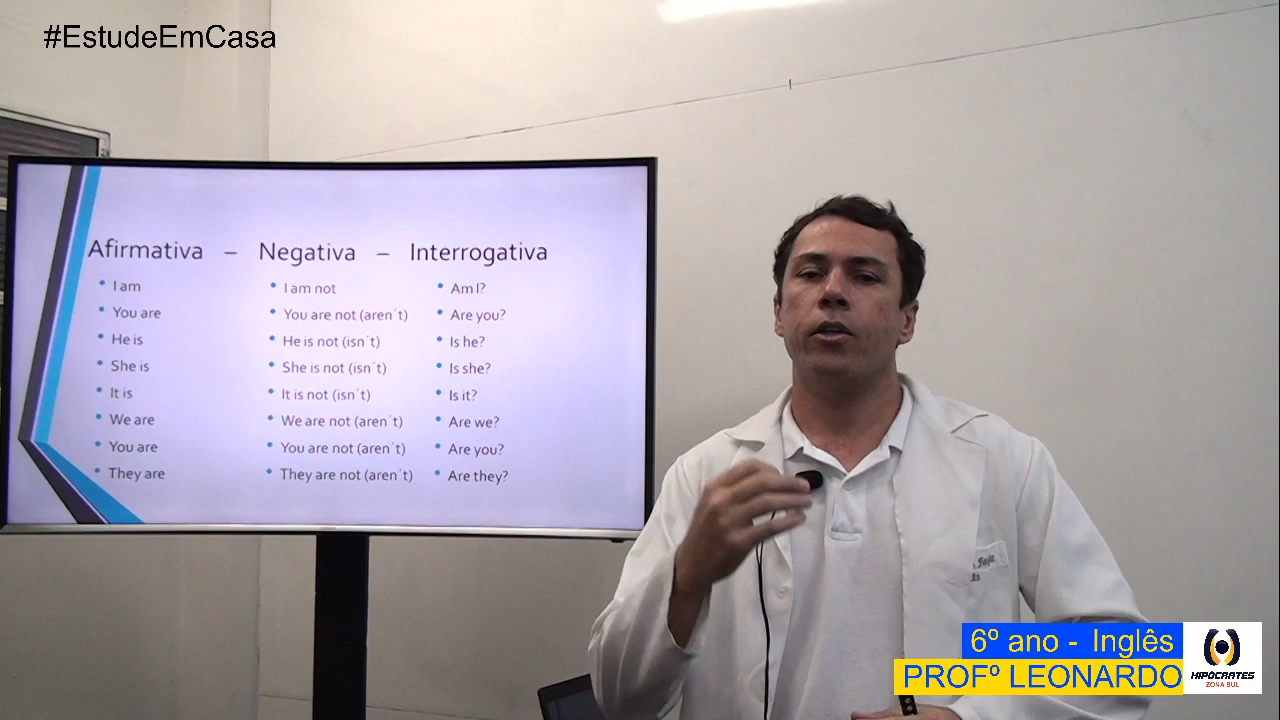 #EstudeEmCasa
Afirmativa – Negativa – Interrogativa
• I am
• You are
• He is
• She is
• It is
• We are
• You are
• They are
• I am not
• You are not (aren´t)
• He is not (isn´t)
• She is not (isn´t)
• It is not (isn´t)
• We are not (aren´t)
• You are not (aren´t)
• They are not (aren´t)
• Am I?
• Are you?
• Is he?
• Is she?
• Is it?
• Are we?
• Are you?
• Are they?
6º ano - Inglês
PROFº LEONARDO
HIPÓCRATES
ZONA SUL